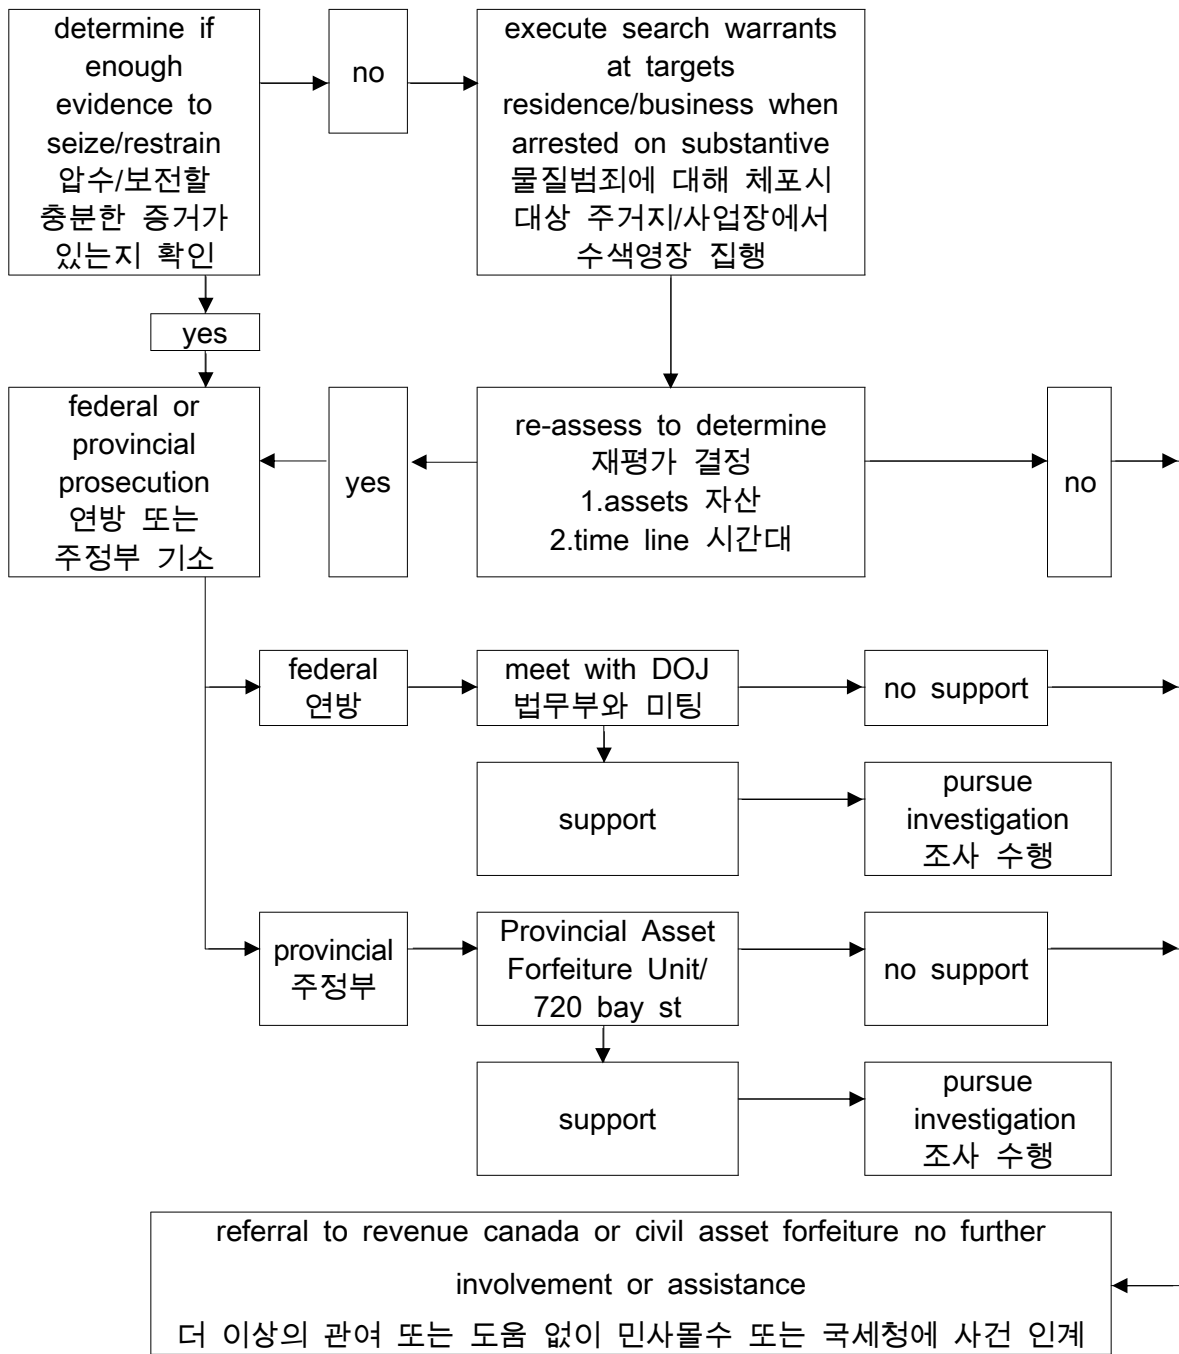 determine if
enough
evidence to
seize/restrain
압수/보전할
충분한 증거가
있는지 확인
no
execute search warrants
at targets
residence/business when
arrested on substantive
물질범죄에 대해 체포시
대상 주거지/사업장에서
수색영장 집행
yes
federal or
provincial
prosecution
연방 또는
주정부 기소
yes
re-assess to determine
재평가 결정
1.assets 자산
2.time line 시간대
no
federal
연방
meet with DOJ
법무부와 미팅
no support
support
pursue
investigation
조사 수행
provincial
주정부
Provincial Asset
Forfeiture Unit/
720 bay st
no support
support
pursue
investigation
조사 수행
referral to revenue canada or civil asset forfeiture no further
involvement or assistance
더 이상의 관여 또는 도움 없이 민사몰수 또는 국세청에 사건 인계